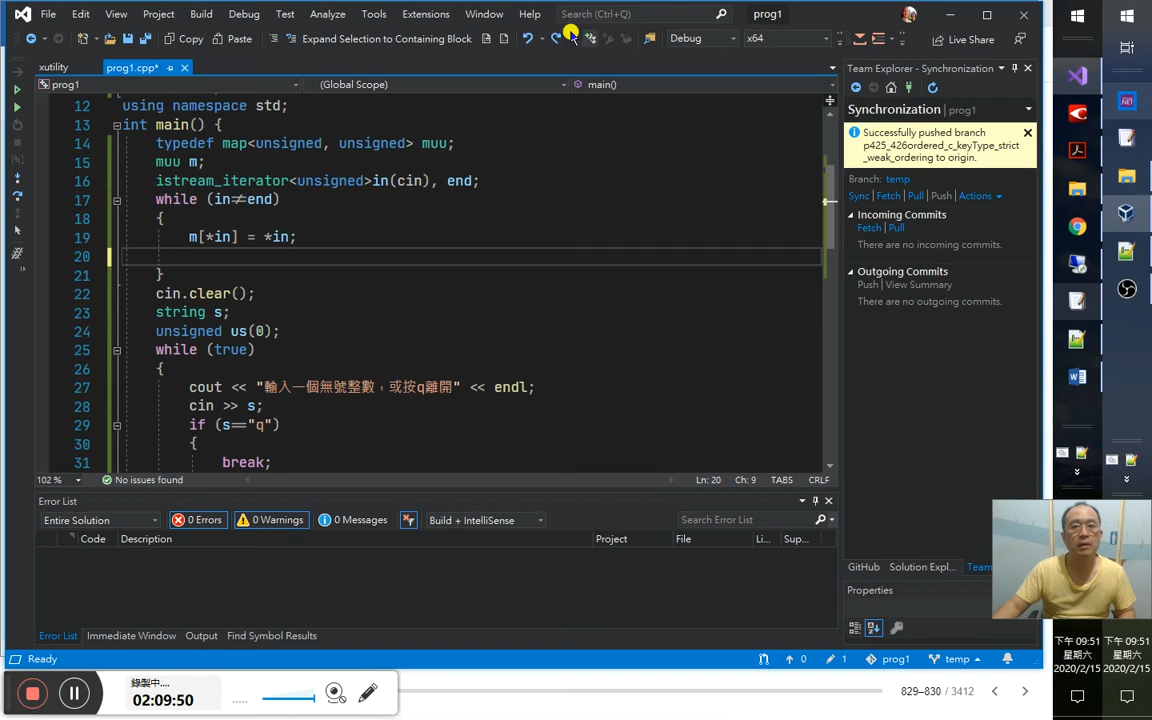 File Edit View Project Build Debug Test Analyze Tools Extensions Window Help Search (Ctrl+Q) prog1
Copy Paste Expand Selection to Containing Block Debug x64 Live Share
xutility prog1.cpp*
prog1 (Global Scope) main()
12 using namespace std;
13 int main() {
14 typedef map<unsigned, unsigned> muu;
15 muu m;
16 istream_iterator<unsigned>in(cin), end;
17 while (in≠end)
18 {
19 m[*in] = *in;
20
21 }
22 cin.clear();
23 string s;
24 unsigned us(0);
25 while (true)
26 {
27 cout << "輸入一個無號整數，或按q離開" << endl;
28 cin >> s;
29 if (s=="q")
30 {
31 break;
102 % No issues found Ln: 20 Ch: 9 TABS CRLF
Error List
Entire Solution 0 Errors 0 Warnings 0 Messages Build + IntelliSense Search Error List
Code Description Project File Li... Sup...
Error List Immediate Window Output Find Symbol Results
Ready 0 1 prog1 temp
Team Explorer - Synchronization
Synchronization prog1
Successfully pushed branch
p425_426ordered_c_keyType_strict
_weak_ordering to origin.
Branch: temp
Sync Fetch Pull Push Actions
Incoming Commits
Fetch Pull
There are no incoming commits.
Outgoing Commits
Push View Summary
There are no outgoing commits.
GitHub Solution Expl... Team
Properties
錄製中....
02:09:50
829–830 / 3412
下午 09:51 下午 09:51
星期六 星期六
2020/2/15 2020/2/15